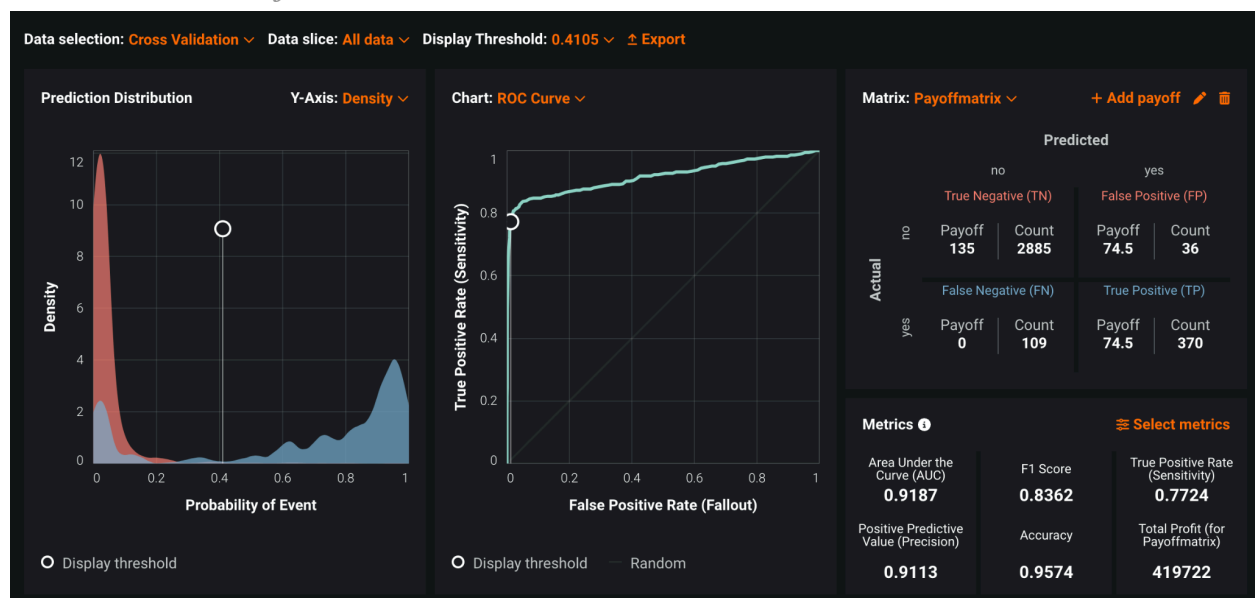 Data selection: Cross Validation Data slice: All data Display Threshold: 0.4105 Export
Prediction Distribution Y-Axis: Density
12
10
8
6
4
2
0
Density
0 0.2 0.4 0.6 0.8 1
Probability of Event
Display threshold
Chart: ROC Curve
1
0.8
0.6
0.4
0.2
0
True Positive Rate (Sensitivity)
0 0.2 0.4 0.6 0.8 1
False Positive Rate (Fallout)
Display threshold Random
Matrix: Payoffmatrix + Add payoff
Predicted
no yes
Actual
no
True Negative (TN) False Positive (FP)
Payoff Count Payoff Count
135 2885 74.5 36
yes
False Negative (FN) True Positive (TP)
Payoff Count Payoff Count
0 109 74.5 370
Metrics i Select metrics
Area Under the
Curve (AUC)
0.9187
F1 Score
0.8362
True Positive Rate
(Sensitivity)
0.7724
Positive Predictive
Value (Precision)
0.9113
Accuracy
0.9574
Total Profit (for
Payoffmatrix)
419722